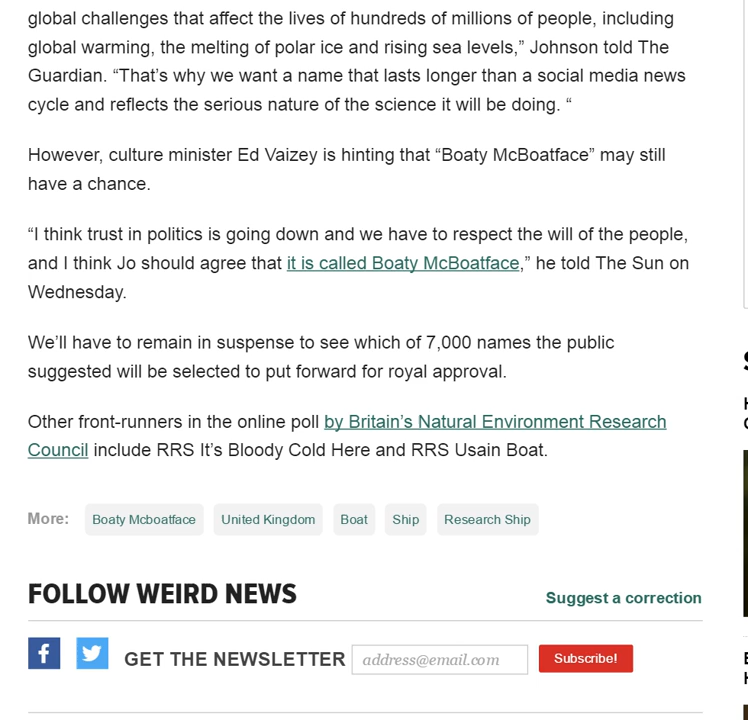 global challenges that affect the lives of hundreds of millions of people, including
global warming, the melting of polar ice and rising sea levels,” Johnson told The
Guardian. “That’s why we want a name that lasts longer than a social media news
cycle and reflects the serious nature of the science it will be doing. “
However, culture minister Ed Vaizey is hinting that “Boaty McBoatface” may still
have a chance.
“I think trust in politics is going down and we have to respect the will of the people,
and I think Jo should agree that it is called Boaty McBoatface,” he told The Sun on
Wednesday.
We’ll have to remain in suspense to see which of 7,000 names the public
suggested will be selected to put forward for royal approval.
Other front-runners in the online poll by Britain’s Natural Environment Research
Council include RRS It’s Bloody Cold Here and RRS Usain Boat.
More: Boaty Mcboatface United Kingdom Boat Ship Research Ship
FOLLOW WEIRD NEWS Suggest a correction
GET THE NEWSLETTER address@email.com Subscribe!